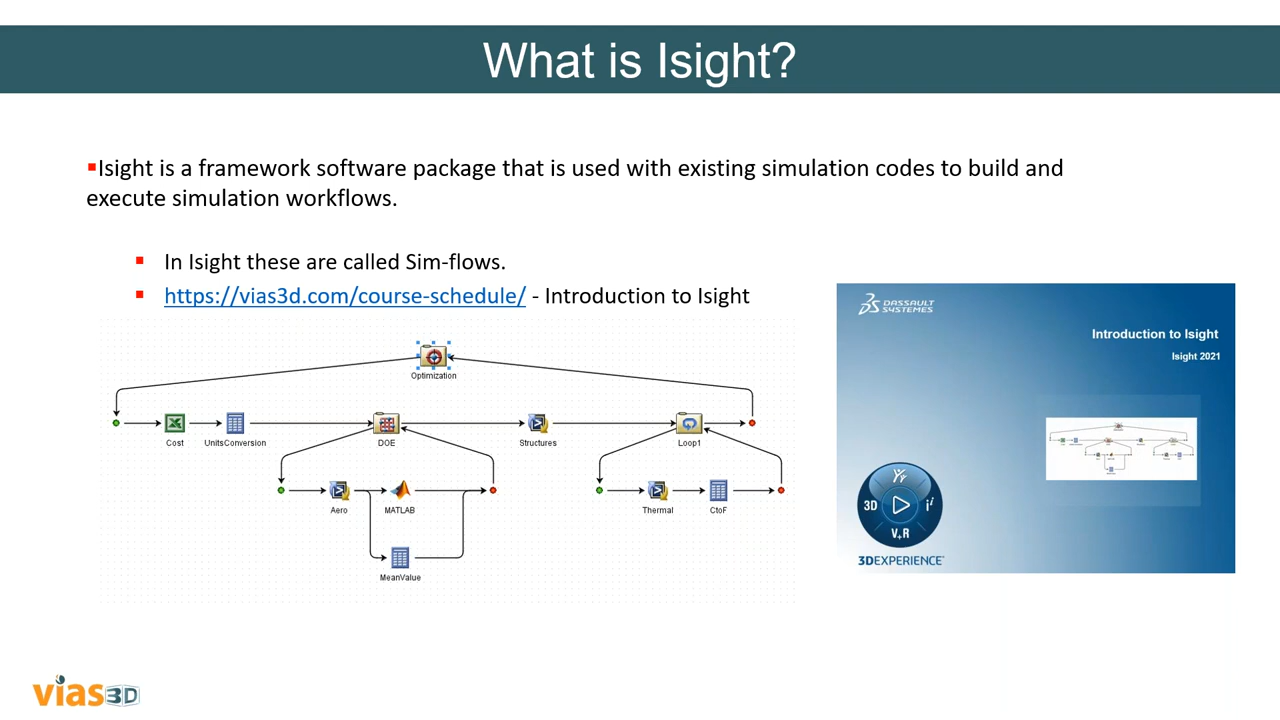 What is Isight?
▪Isight is a framework software package that is used with existing simulation codes to build and
execute simulation workflows.
▪ In Isight these are called Sim-flows.
▪ https://vias3d.com/course-schedule/ - Introduction to Isight
DASSAULT
SYSTEMES
Introduction to Isight
Isight 2021
Optimization
Cost UnitsConversion DOE Structures Loop1
Aero MATLAB Thermal CtoF
MeanValue
3D
V+R
3DEXPERIENCE
vias3D